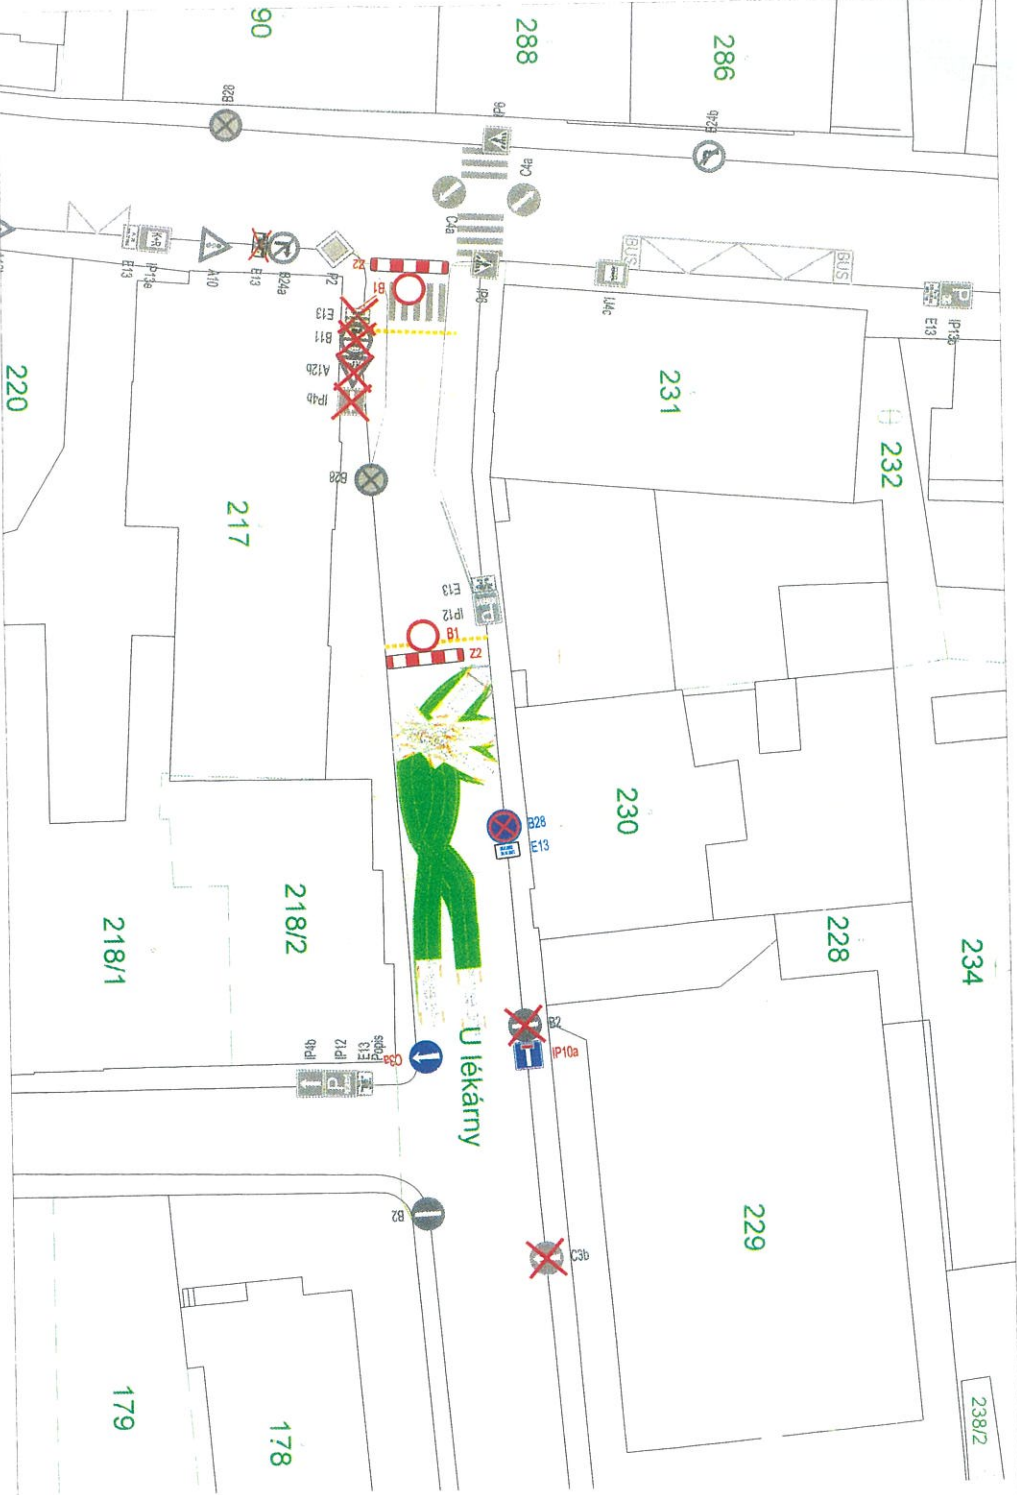 90
288
286
B28
IP6
B24b
C4a
C4a
BUS
BUS
E13
IP13e
A10
E13
B24a
P2
Z2
B1
IP6
IJ4c
E13
IP13b
E13
B11
A12b
IP4b
220
231
232
B28
217
E13
IP12
B1
Z2
B28
E13
230
218/1
218/2
228
234
IP4b
IP12
E13
Popis
C3a
U lékárny
B2
IP10a
B2
C3b
229
179
178
238/2